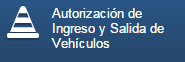 Autorización de
Ingreso y Salida de
Vehículos